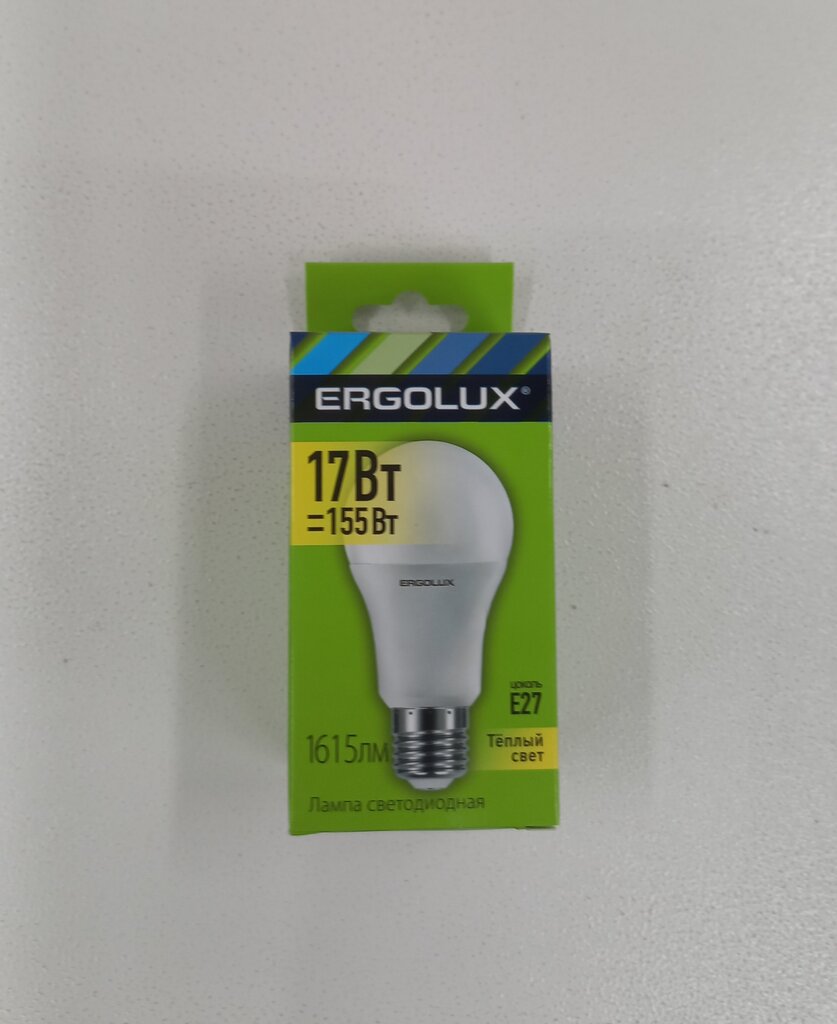 ERGOLUX®
17Вт
=155Вт
ERGOLUX
цоколь
E27
1615лм
Тёплый
свет
Лампа светодиодная